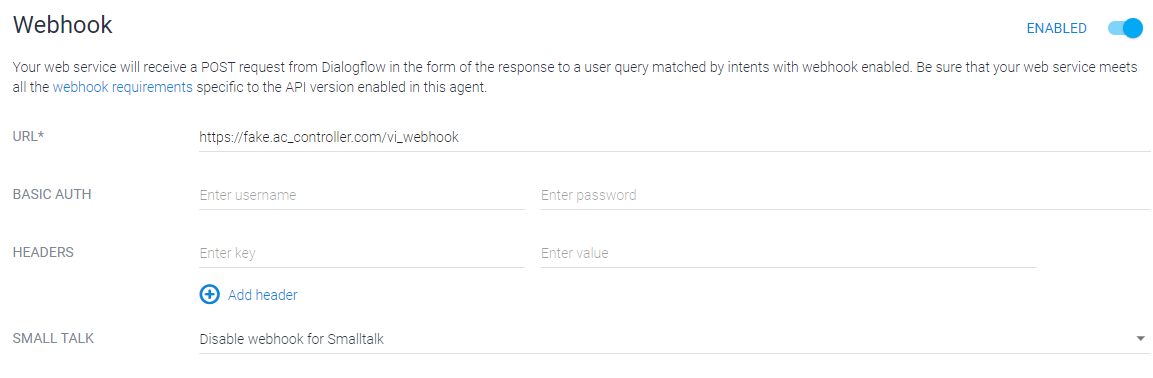 Webhook
ENABLED
Your web service will receive a POST request from Dialogflow in the form of the response to a user query matched by intents with webhook enabled. Be sure that your web service meets
all the webhook requirements specific to the API version enabled in this agent.
URL* https://fake.ac_controller.com/vi_webhook
BASIC AUTH Enter username Enter password
HEADERS Enter key Enter value
Add header
SMALL TALK Disable webhook for Smalltalk